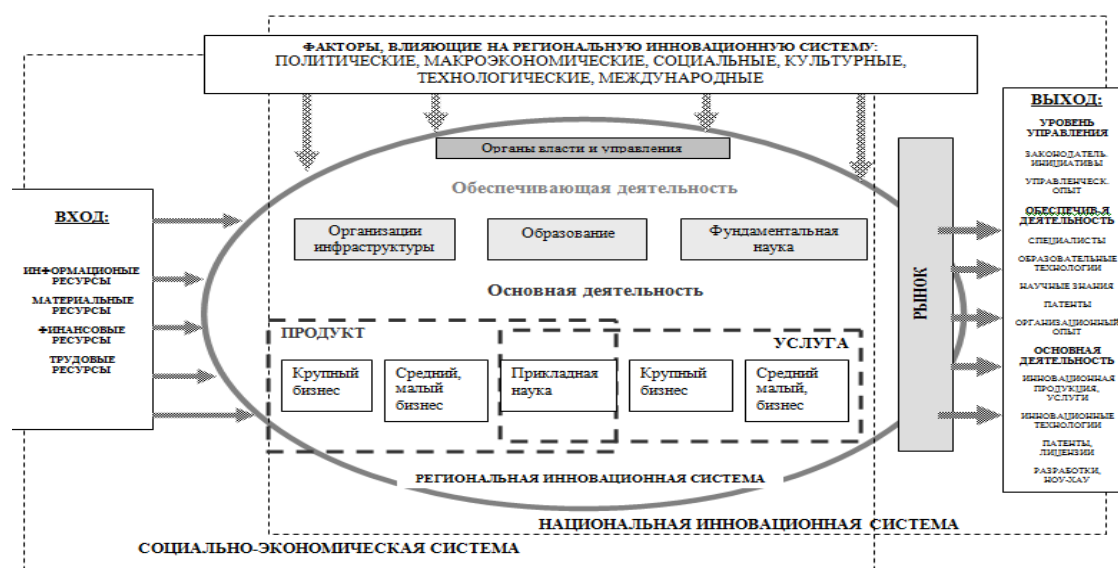 ФАКТОРЫ, ВЛИЯЮЩИЕ НА РЕГИОНАЛЬНУЮ ИННОВАЦИОННУЮ СИСТЕМУ:
ПОЛИТИЧЕСКИЕ, МАКРОЭКОНОМИЧЕСКИЕ, СОЦИАЛЬНЫЕ, КУЛЬТУРНЫЕ,
ТЕХНОЛОГИЧЕСКИЕ, МЕЖДУНАРОДНЫЕ
ВХОД:
ИНФОРМАЦИОНЫЕ
РЕСУРСЫ
МАТЕРИАЛЬНЫЕ
РЕСУРСЫ
ФИНАНСОВЫЕ
РЕСУРСЫ
ТРУДОВЫЕ
РЕСУРСЫ
Органы власти и управления
Обеспечивающая деятельность
Организации
инфраструктуры
Образование
Фундаментальная
наука
Основная деятельность
ПРОДУКТ
УСЛУГА
Крупный
бизнес
Средний,
малый
бизнес
Прикладная
наука
Крупный
бизнес
Средний
малый,
бизнес
РЕГИОНАЛЬНАЯ ИННОВАЦИОННАЯ СИСТЕМА
НАЦИОНАЛЬНАЯ ИННОВАЦИОННАЯ СИСТЕМА
СОЦИАЛЬНО-ЭКОНОМИЧЕСКАЯ СИСТЕМА
РЫНОК
ВЫХОД:
УРОВЕНЬ
УПРАВЛЕНИЯ
ЗАКОНОДАТЕЛЬ.
ИНИЦИАТИВЫ
УПРАВЛЕНЧЕСК.
ОПЫТ
ОБЕСПЕЧИВ-Я
ДЕЯТЕЛЬНОСТЬ
СПЕЦИАЛИСТЫ
ОБРАЗОВАТЕЛЬНЫЕ
ТЕХНОЛОГИИ
НАУЧНЫЕ ЗНАНИЯ
ПАТЕНТЫ
ОРГАНИЗАЦИОННЫЙ
ОПЫТ
ОСНОВНАЯ
ДЕЯТЕЛЬНОСТЬ
ИННОВАЦИОННАЯ
ПРОДУКЦИЯ,
УСЛУГИ
ИННОВАЦИОННЫЕ
ТЕХНОЛОГИИ
ПАТЕНТЫ,
ЛИЦЕНЗИИ
РАЗРАБОТКИ,
НОУ-ХАУ